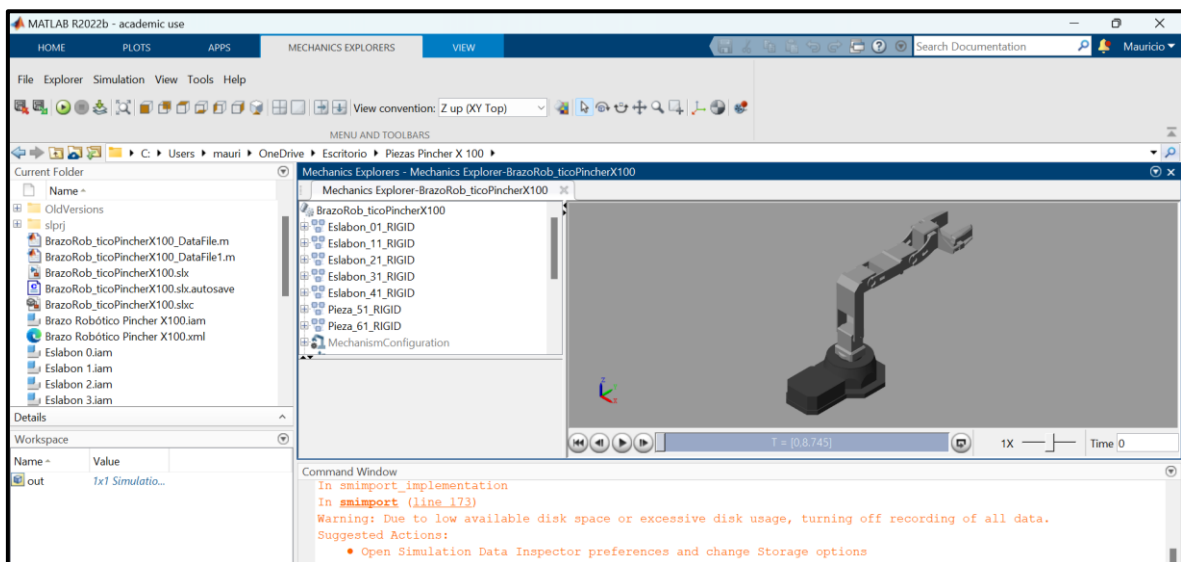 MATLAB R2022b - academic use
HOME PLOTS APPS MECHANICS EXPLORERS VIEW Search Documentation Mauricio
File Explorer Simulation View Tools Help
View convention: Z up (XY Top)
MENU AND TOOLBARS
C: Users mauri OneDrive Escritorio Piezas Pincher X 100
Current Folder
Name
OldVersions
slprj
BrazoRob_ticoPincherX100_DataFile.m
BrazoRob_ticoPincherX100_DataFile1.m
BrazoRob_ticoPincherX100.slx
BrazoRob_ticoPincherX100.slx.autosave
BrazoRob_ticoPincherX100.slxc
Brazo Robótico Pincher X100.iam
Brazo Robótico Pincher X100.xml
Eslabon 0.iam
Eslabon 1.iam
Eslabon 2.iam
Eslabon 3.iam
Details
Workspace
Name Value
out 1x1 Simulatio...
Mechanics Explorers - Mechanics Explorer-BrazoRob_ticoPincherX100
Mechanics Explorer-BrazoRob_ticoPincherX100
BrazoRob_ticoPincherX100
Eslabon_01_RIGID
Eslabon_11_RIGID
Eslabon_21_RIGID
Eslabon_31_RIGID
Eslabon_41_RIGID
Pieza_51_RIGID
Pieza_61_RIGID
MechanismConfiguration
T = [0,8.745] 1X Time 0
Command Window
In smimport_implementation
In smimport (line 173)
Warning: Due to low available disk space or excessive disk usage, turning off recording of all data.
Suggested Actions:
• Open Simulation Data Inspector preferences and change Storage options